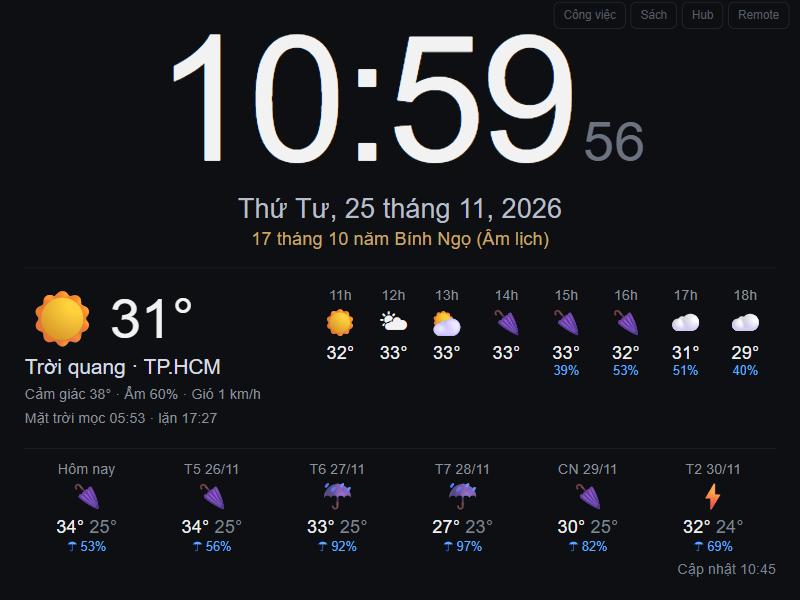 Công việc Sách Hub Remote
10:59 56
Thứ Tư, 25 tháng 11, 2026
17 tháng 10 năm Bính Ngọ (Âm lịch)
31°
Trời quang · TP.HCM
Cảm giác 38° · Ẩm 60% · Gió 1 km/h
Mặt trời mọc 05:53 · lặn 17:27
11h 12h 13h 14h 15h 16h 17h 18h
32° 33° 33° 33° 33° 32° 31° 29°
39% 53% 51% 40%
Hôm nay T5 26/11 T6 27/11 T7 28/11 CN 29/11 T2 30/11
34° 25° 34° 25° 33° 25° 27° 23° 30° 25° 32° 24°
53% 56% 92% 97% 82% 69%
Cập nhật 10:45